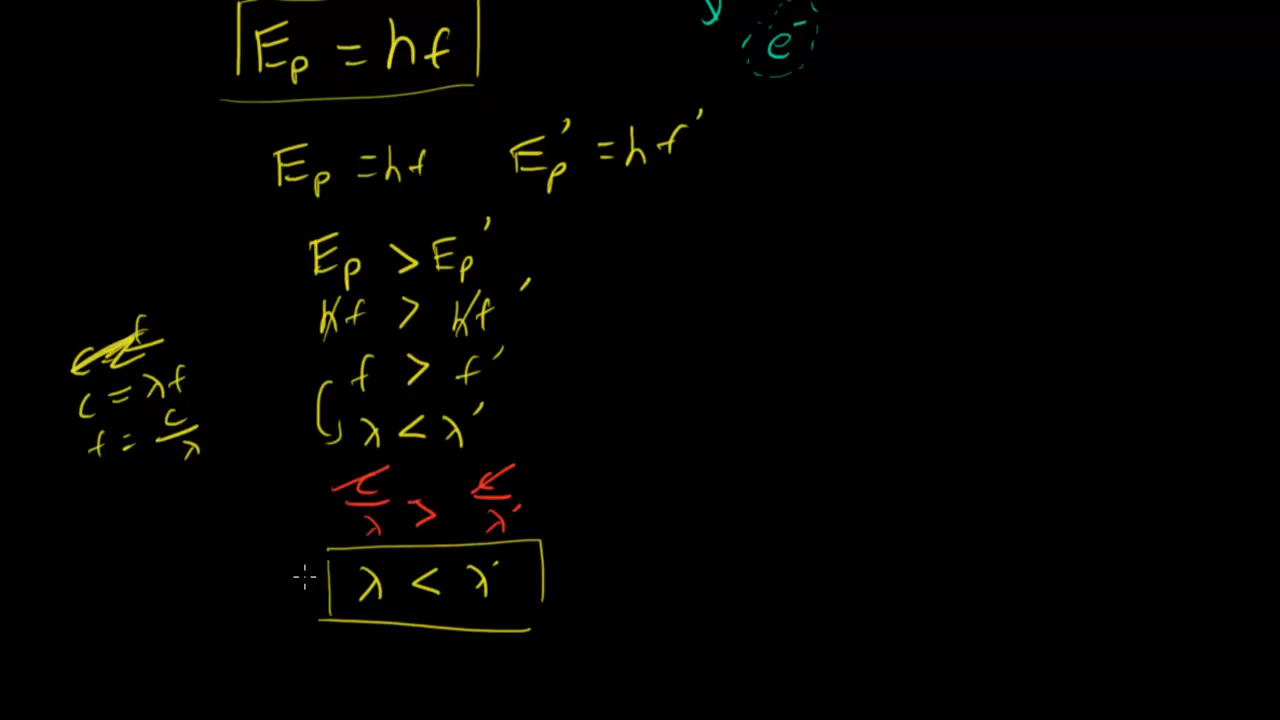 y
e⁻
Eₚ = hf
Eₚ = hf    Eₚ' = hf'
Eₚ > Eₚ'
hf > hf'
f > f'
λ < λ'
c/λ > c/λ'
λ < λ'
c = λf
f = c/λ